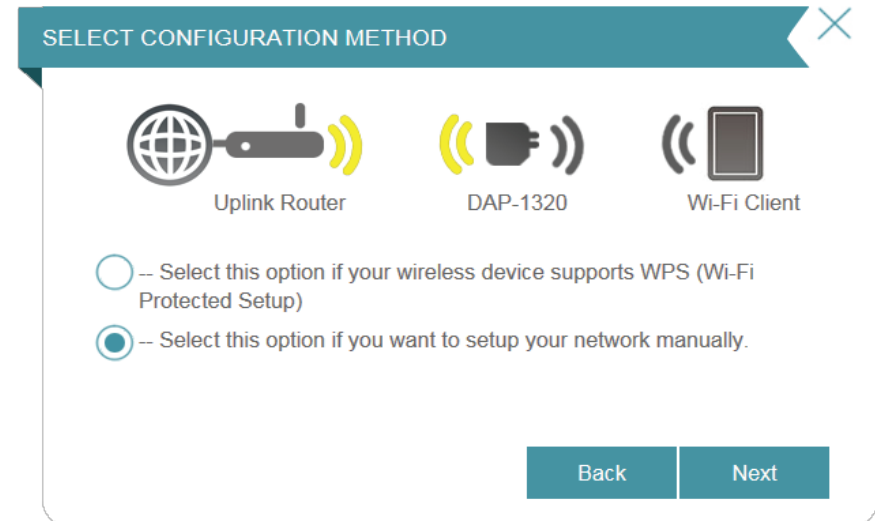 SELECT CONFIGURATION METHOD
Uplink Router
DAP-1320
Wi-Fi Client
-- Select this option if your wireless device supports WPS (Wi-Fi
Protected Setup)
-- Select this option if you want to setup your network manually.
Back
Next